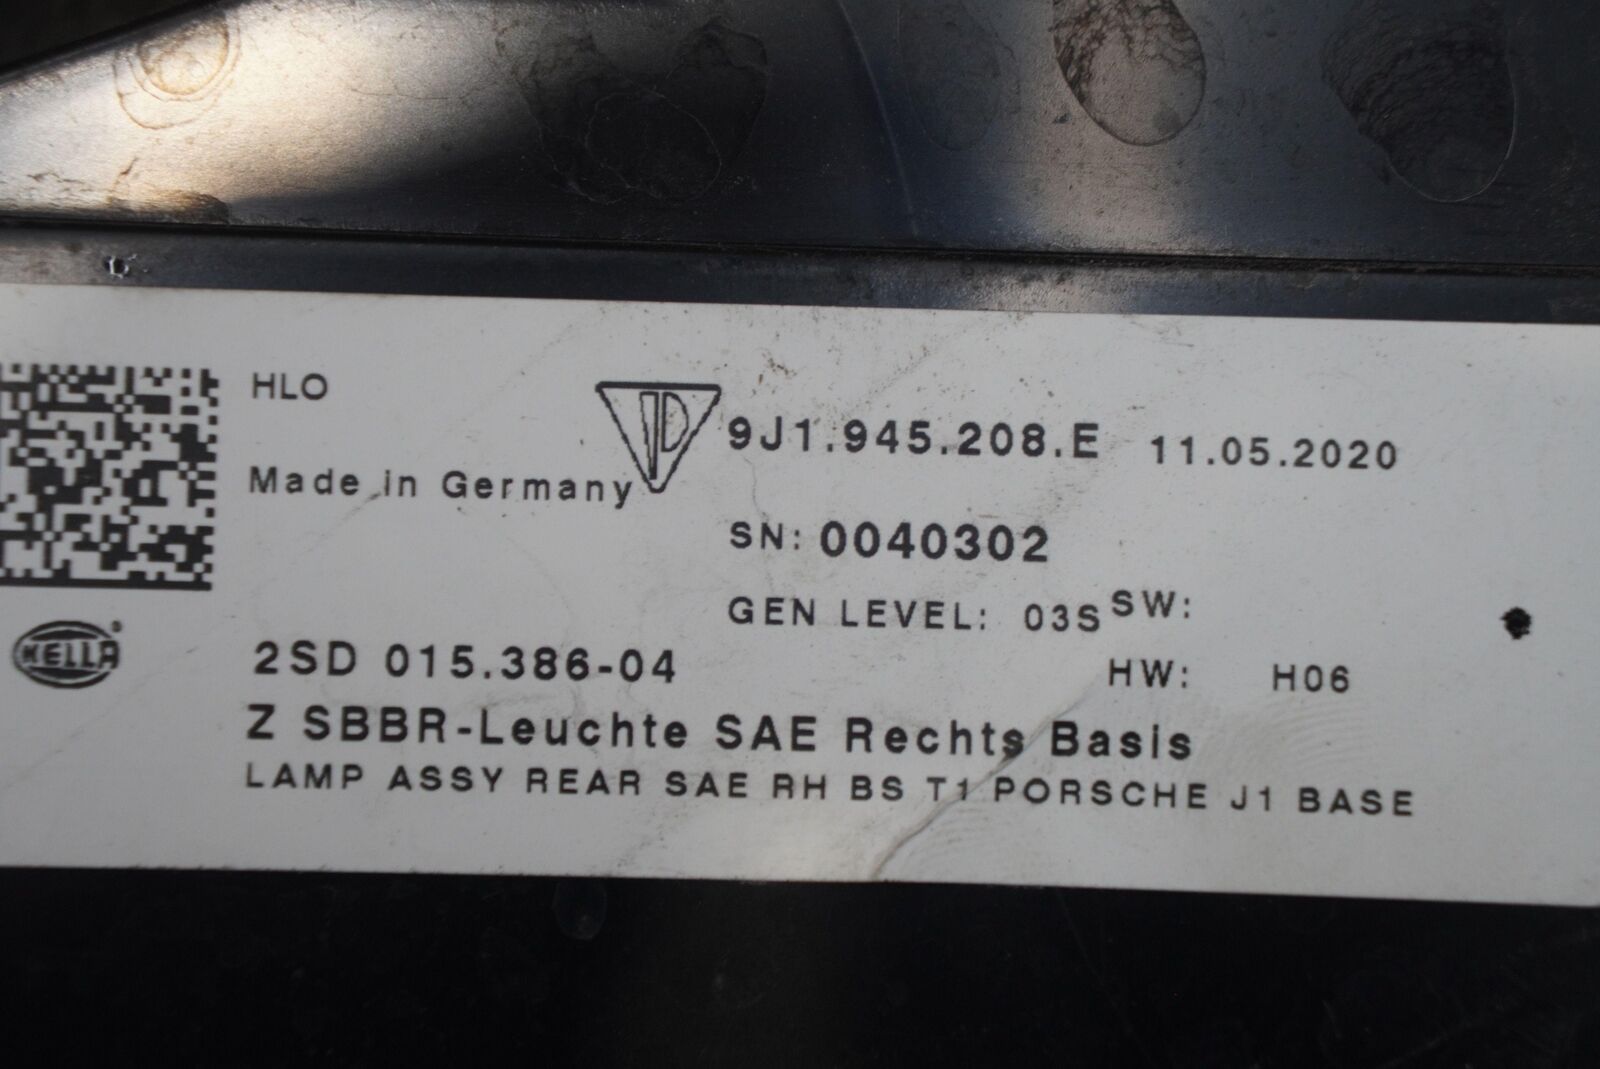 HLO
9J1.945.208.E 11.05.2020
Made in Germany
SN: 0040302
GEN LEVEL: 03S SW:
HELLA
2SD 015.386-04
HW: H06
Z SBBR-Leuchte SAE Rechts Basis
LAMP ASSY REAR SAE RH BS T1 PORSCHE J1 BASE